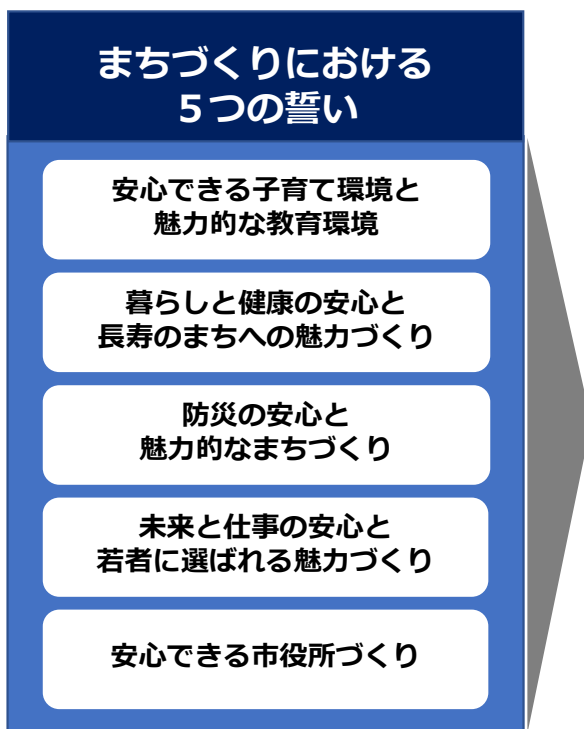 まちづくりにおける
５つの誓い
安心できる子育て環境と
魅力的な教育環境
暮らしと健康の安心と
長寿のまちへの魅力づくり
防災の安心と
魅力的なまちづくり
未来と仕事の安心と
若者に選ばれる魅力づくり
安心できる市役所づくり